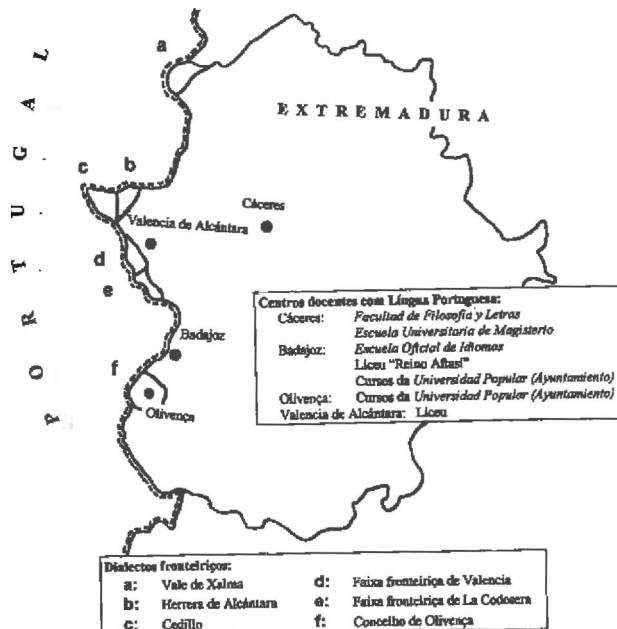 PORTUGAL
a
EXTREMADURA
c b
Cáceres
Valencia de Alcántara
d
e
Badajoz
f
Olivença
Centros docentes com Língua Portuguesa:
Cáceres: Facultad de Filosofía y Letras
Escuela Universitaria de Magisterio
Badajoz: Escuela Oficial de Idiomas
Liceu "Reino Aftasí"
Cursos da Universidad Popular (Ayuntamiento)
Olivença: Cursos da Universidad Popular (Ayuntamiento)
Valencia de Alcántara: Liceu
Dialectos fronteiriços:
a: Vale de Xalma
b: Herrera de Alcántara
c: Cedillo
d: Faixa fronteiriça de Valencia
e: Faixa fronteiriça de La Codosera
f: Concelho de Olivença